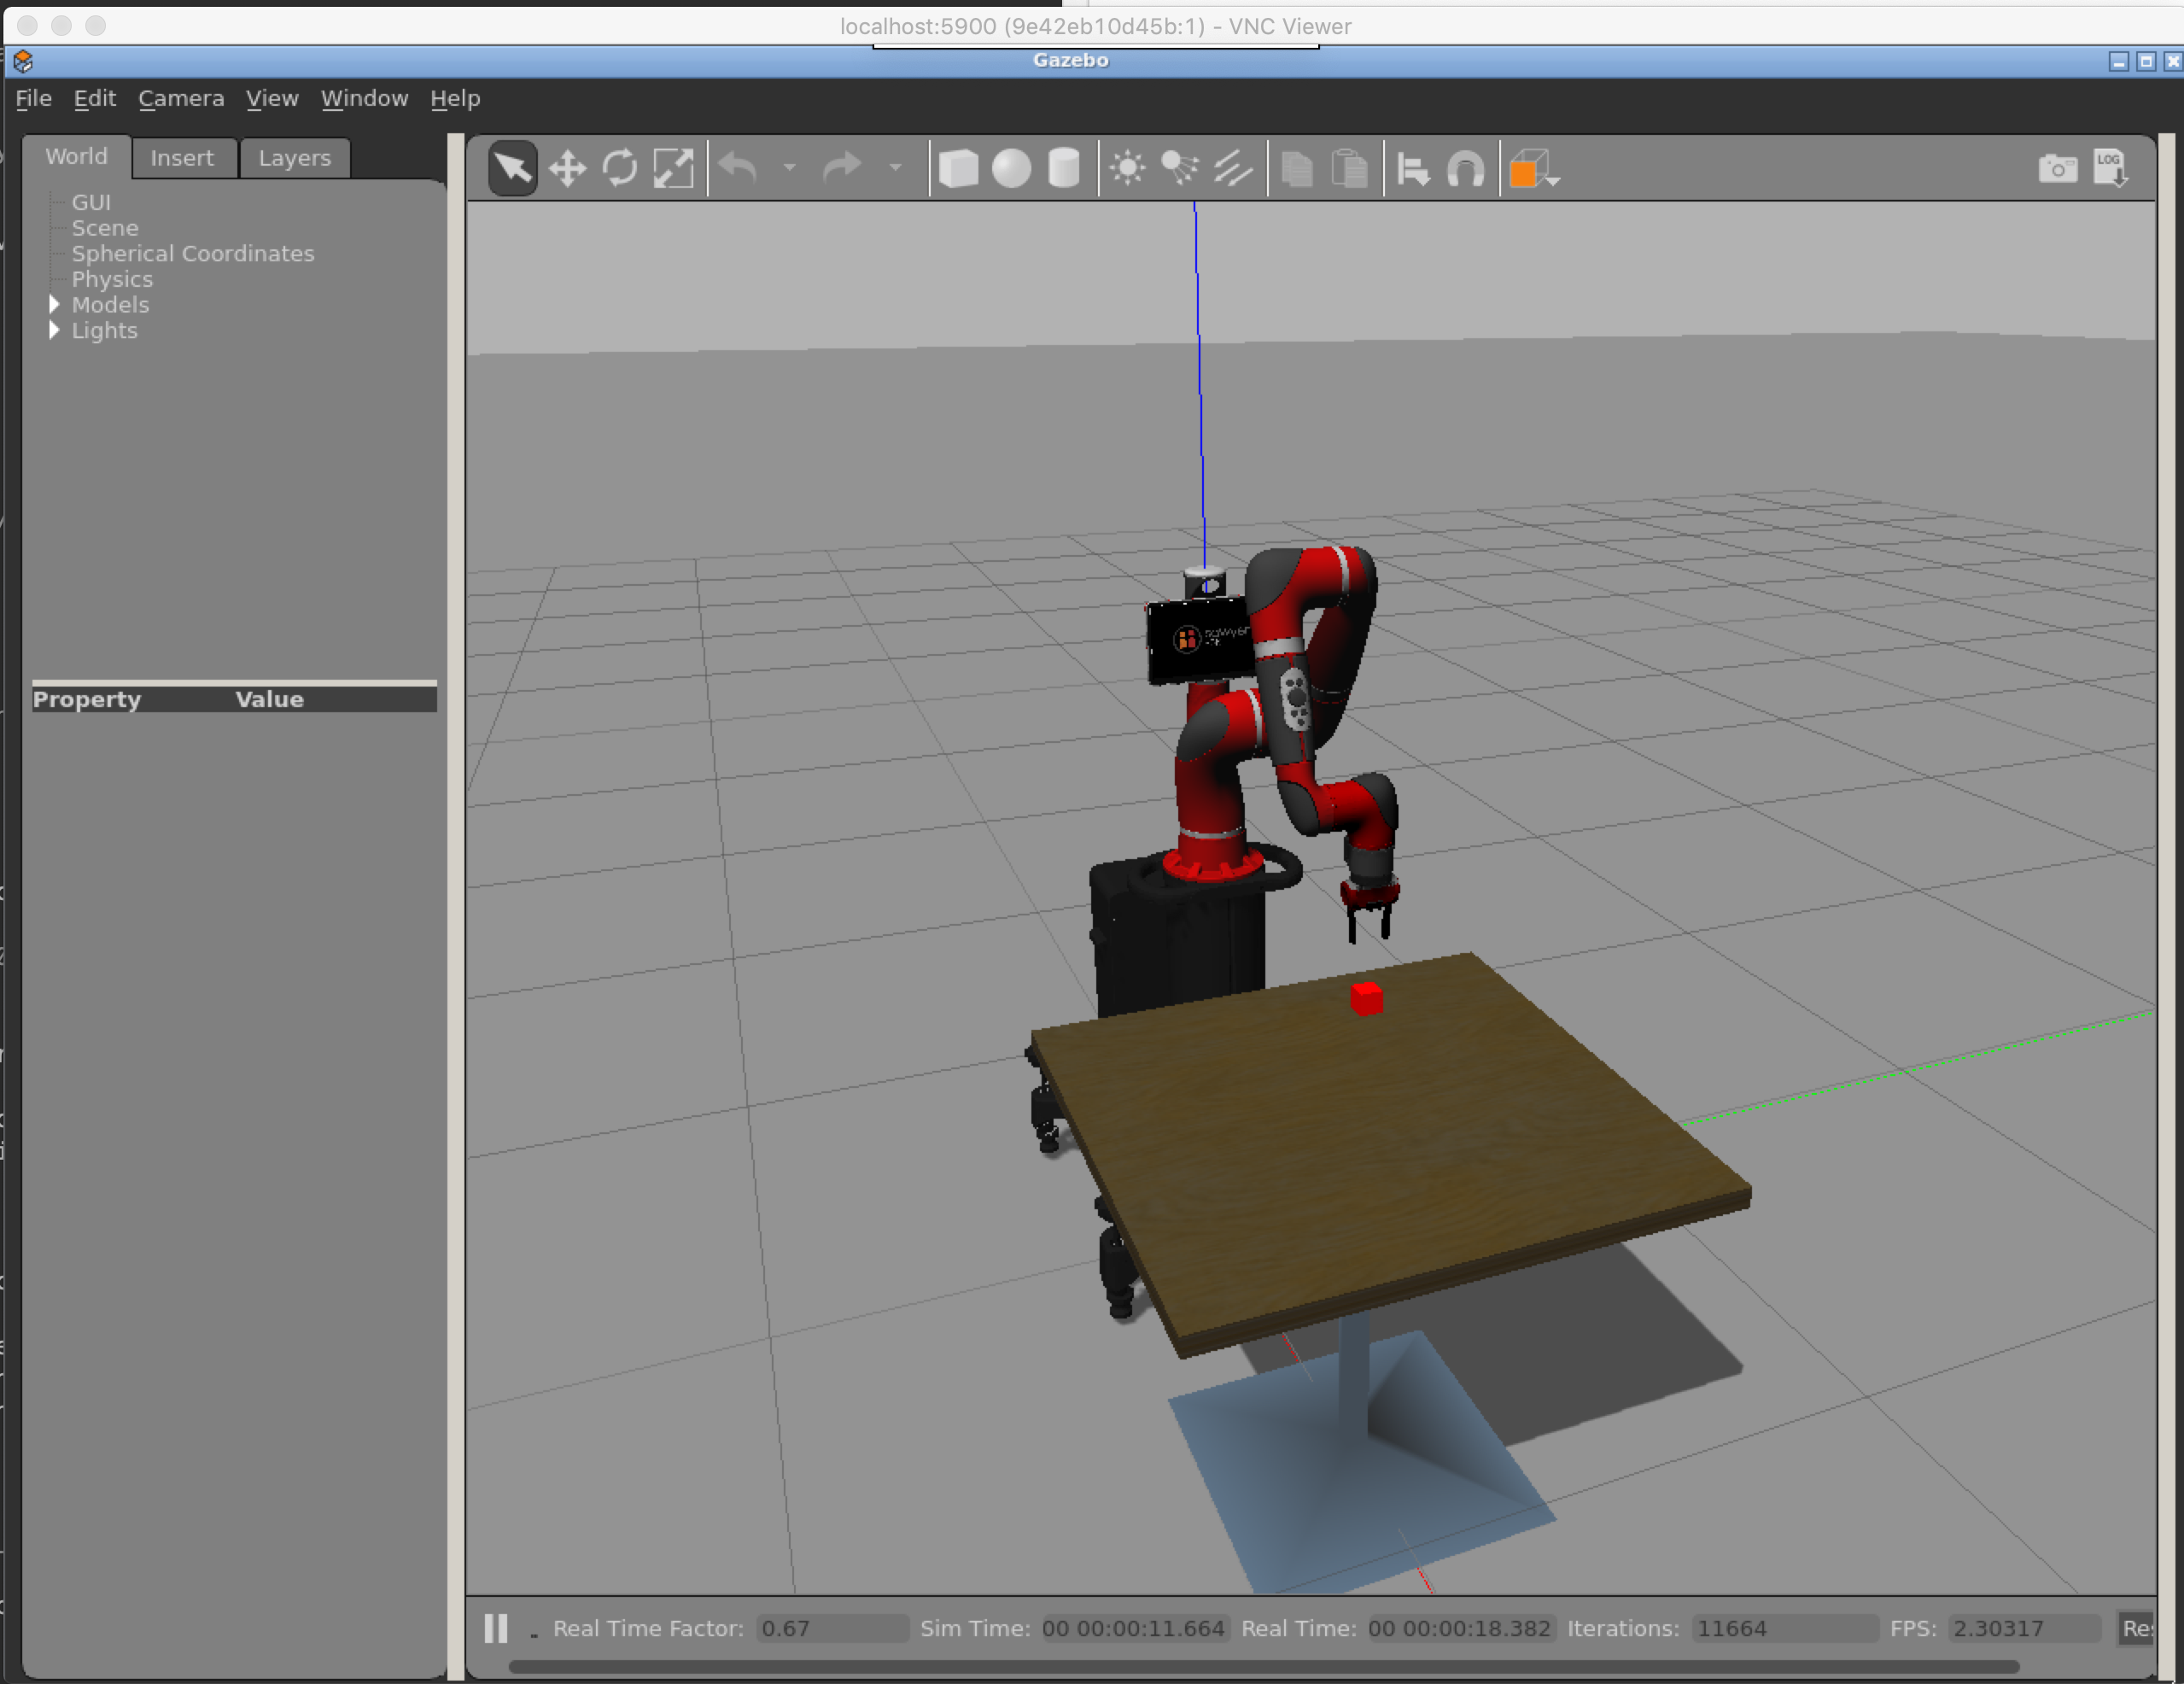 localhost:5900 (9e42eb10d45b:1) - VNC Viewer
Gazebo
File Edit Camera View Window Help
World Insert Layers
LOG
GUI
Scene
Spherical Coordinates
Physics
Models
Lights
Property Value
sawyer
Real Time Factor: 0.67 Sim Time: 00 00:00:11.664 Real Time: 00 00:00:18.382 Iterations: 11664 FPS: 2.30317 Re